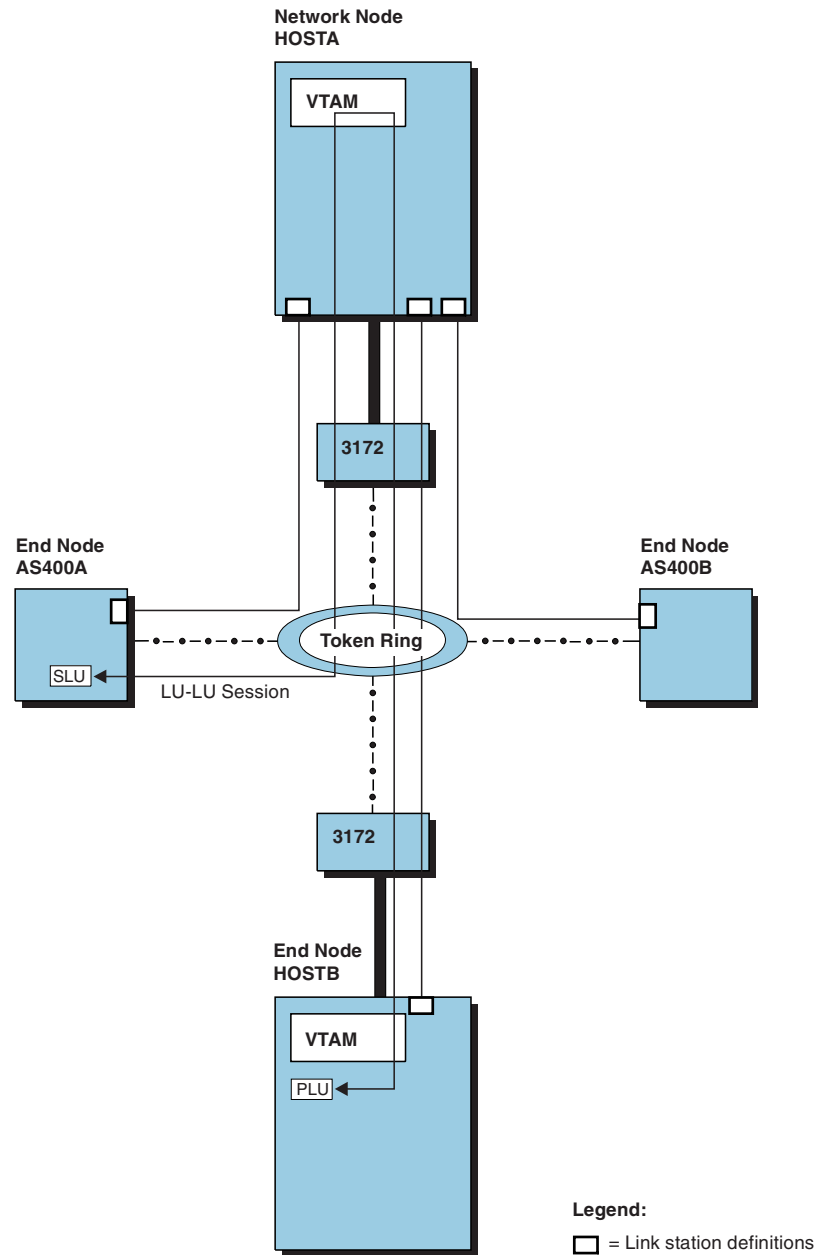 Network Node
HOSTA
VTAM
3172
End Node
AS400A
End Node
AS400B
Token Ring
SLU
LU-LU Session
3172
End Node
HOSTB
VTAM
PLU
Legend:
= Link station definitions